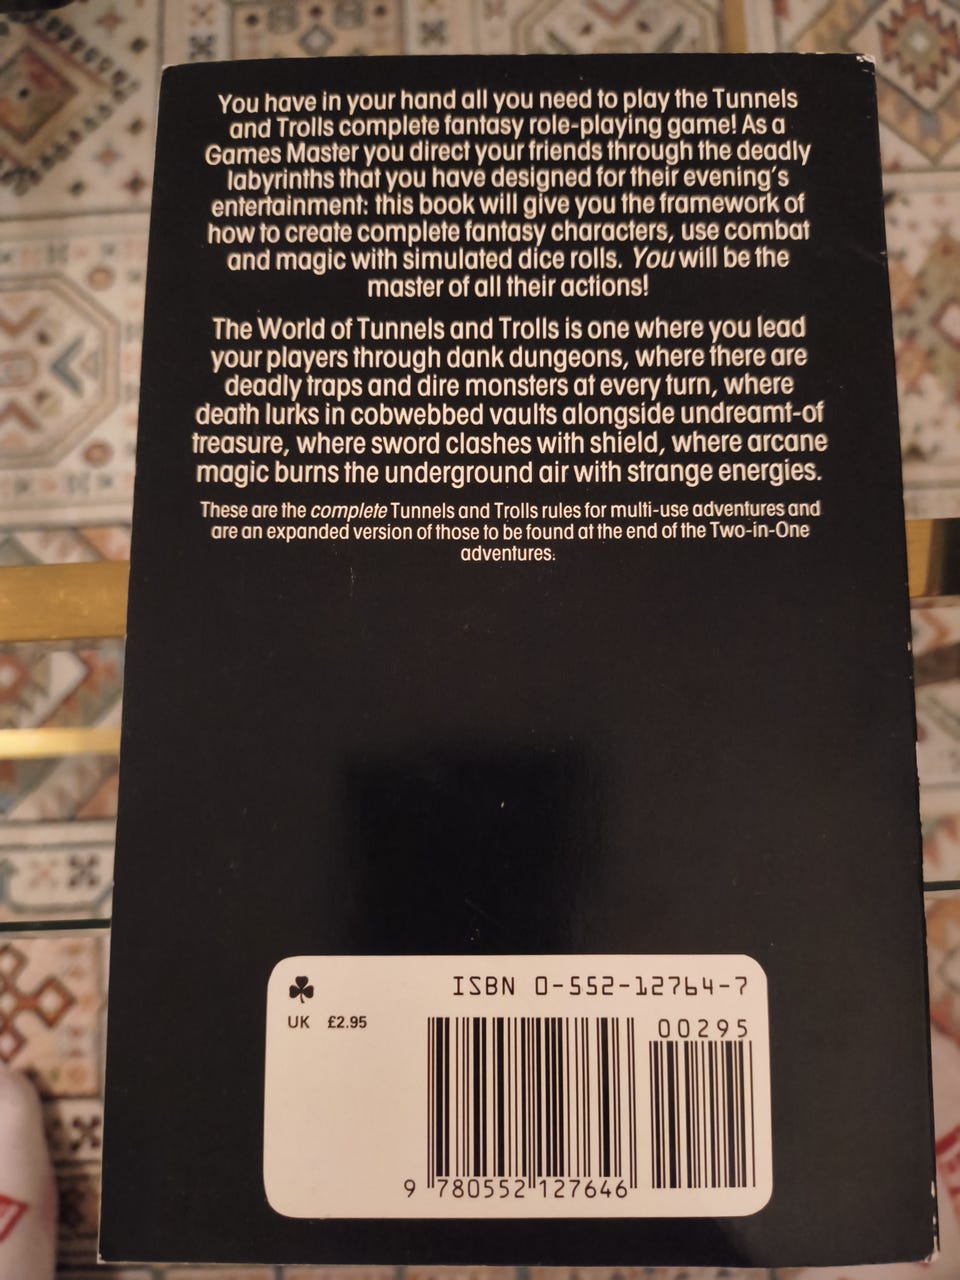 You have in your hand all you need to play the Tunnels
and Trolls complete fantasy role-playing game! As a
Games Master you direct your friends through the deadly
labyrinths that you have designed for their evening's
entertainment: this book will give you the framework of
how to create complete fantasy characters, use combat
and magic with simulated dice rolls. You will be the
master of all their actions!
The World of Tunnels and Trolls is one where you lead
your players through dank dungeons, where there are
deadly traps and dire monsters at every turn, where
death lurks in cobwebbed vaults alongside undreamt-of
treasure, where sword clashes with shield, where arcane
magic burns the underground air with strange energies.
These are the complete Tunnels and Trolls rules for multi-use adventures and
are an expanded version of those to be found at the end of the Two-in-One
adventures.
ISBN 0-552-12764-7
UK £2.95
00295
9 780552 127646